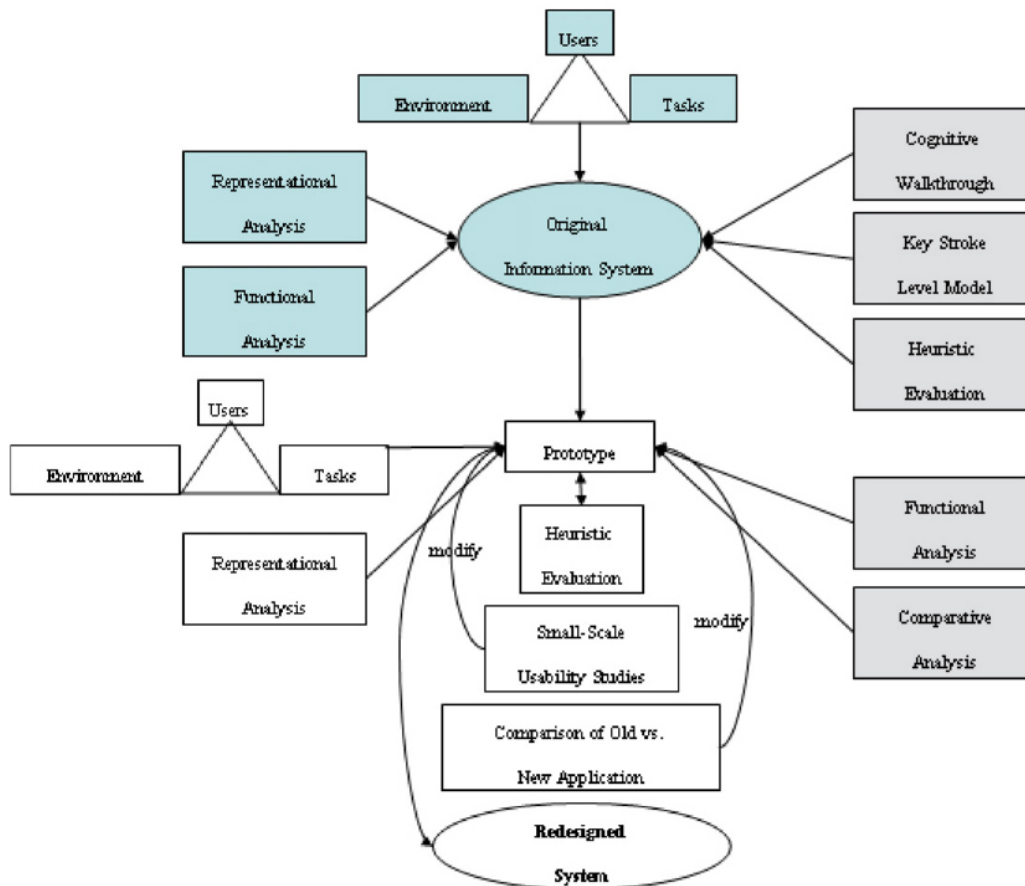 Users
Environment
Tasks
Cognitive
Walkthrough
Representational
Analysis
Original
Information System
Key Stroke
Level Model
Functional
Analysis
Heuristic
Evaluation
Users
Environment
Tasks
Prototype
Functional
Analysis
Representational
Analysis
modify
Heuristic
Evaluation
modify
Small-Scale
Usability Studies
Comparative
Analysis
Comparison of Old vs.
New Application
Redesigned
System